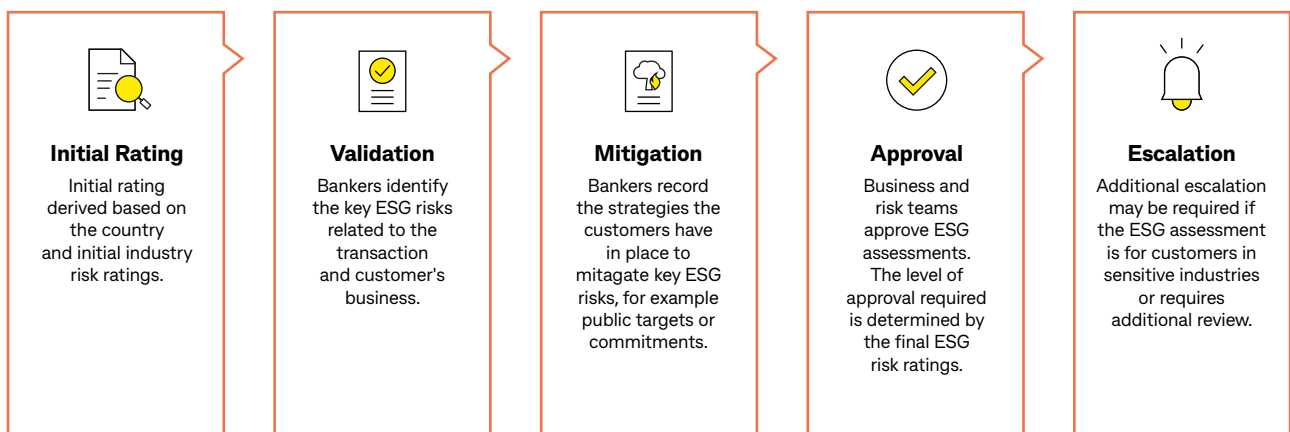 Initial Rating
Initial rating
derived based on
the country
and initial industry
risk ratings.
Validation
Bankers identify
the key ESG risks
related to the
transaction
and customer's
business.
Mitigation
Bankers record
the strategies the
customers have
in place to
mitagate key ESG
risks, for example
public targets or
commitments.
Approval
Business and
risk teams
approve ESG
assessments.
The level of
approval required
is determined by
the final ESG
risk ratings.
Escalation
Additional escalation
may be required if
the ESG assessment
is for customers in
sensitive industries
or requires
additional review.